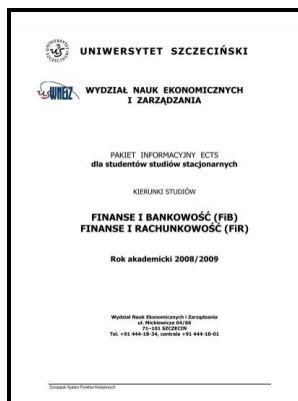 UNIWERSYTET SZCZECIŃSKI
WNEiZ
WYDZIAŁ NAUK EKONOMICZNYCH
I ZARZĄDZANIA
PAKIET INFORMACYJNY ECTS
dla studentów studiów stacjonarnych
KIERUNKI STUDIÓW
FINANSE I BANKOWOŚĆ (FiB)
FINANSE I RACHUNKOWOŚĆ (FiR)
Rok akademicki 2008/2009
Wydział Nauk Ekonomicznych i Zarządzania
ul. Mickiewicza 64/66
71-101 SZCZECIN
Tel. +91 444-18-34, centrala +91 444-18-01
Europejski System Punktów Kredytowych